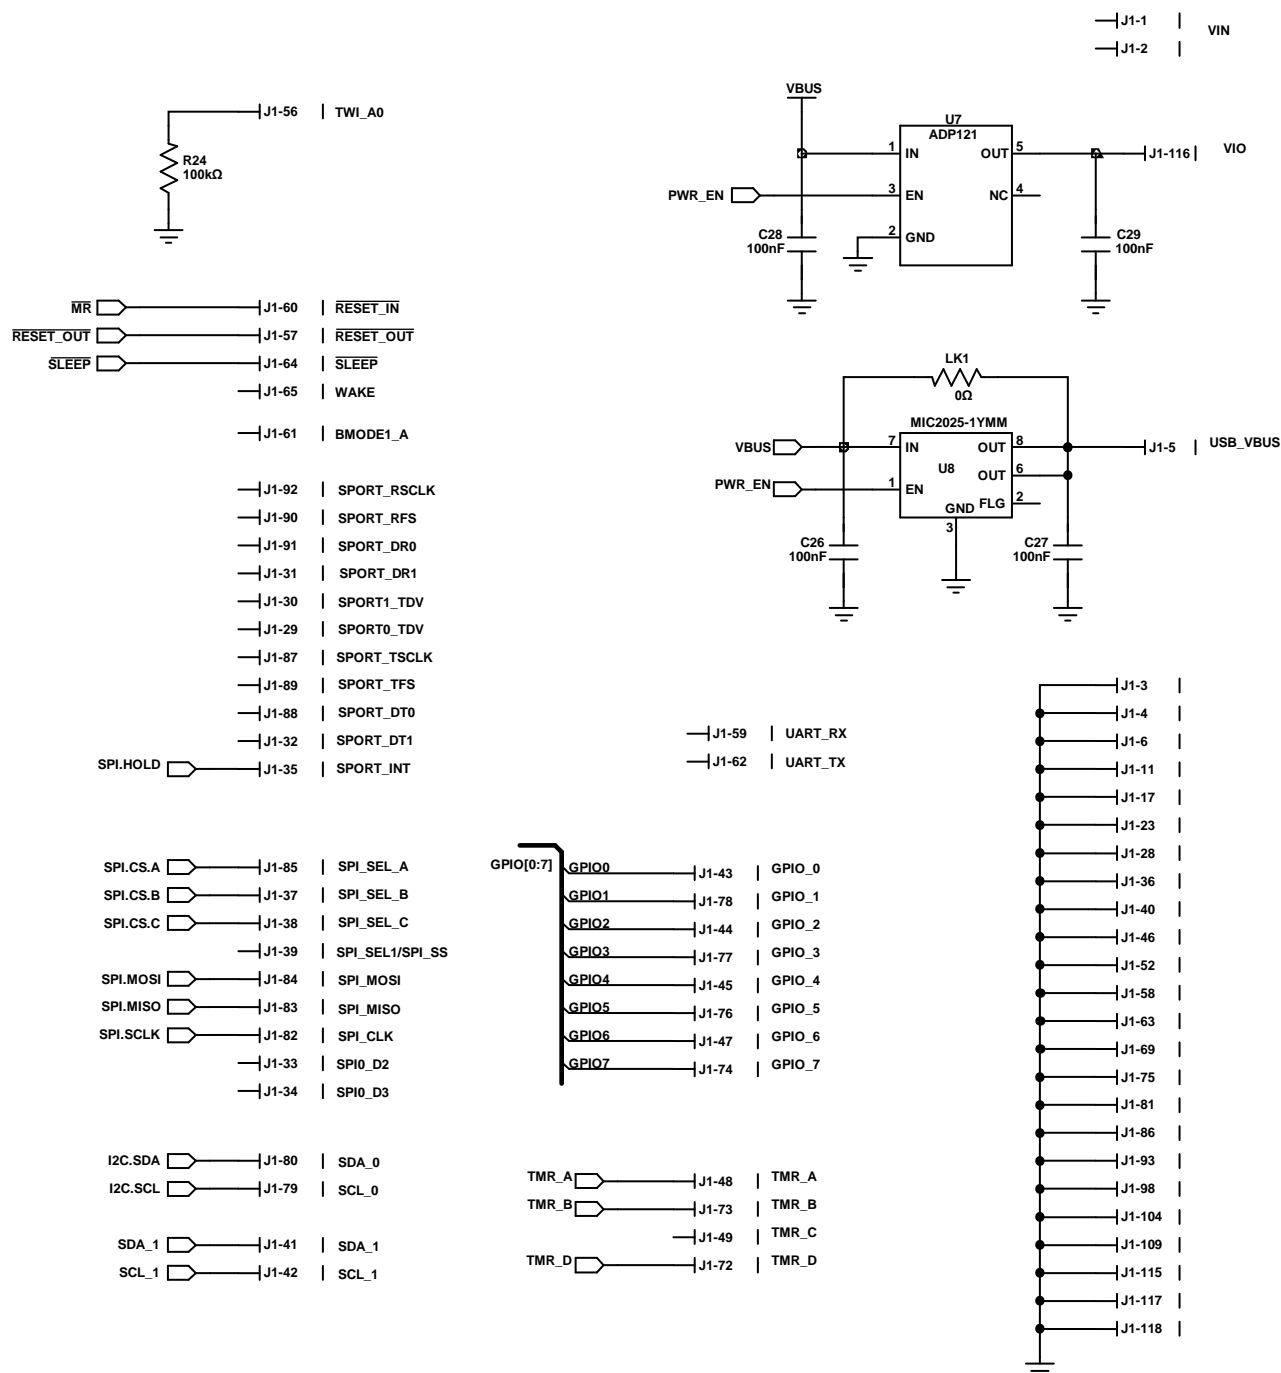 J1-1 | VIN
J1-2 |
J1-56 | TWI_A0
R24
100kΩ
VBUS
U7
ADP121
1 IN OUT 5 J1-116 | VIO
PWR_EN 3 EN NC 4
2 GND
C28
100nF
C29
100nF
MR J1-60 | RESET_IN
RESET_OUT J1-57 | RESET_OUT
SLEEP J1-64 | SLEEP
J1-65 | WAKE
J1-61 | BMODE1_A
LK1
0Ω
MIC2025-1YMM
VBUS 7 IN OUT 8 J1-5 | USB_VBUS
U8
OUT 6
PWR_EN 1 EN
FLG 2
GND
3
C26
100nF
C27
100nF
J1-92 | SPORT_RSCLK
J1-90 | SPORT_RFS
J1-91 | SPORT_DR0
J1-31 | SPORT_DR1
J1-30 | SPORT1_TDV
J1-29 | SPORT0_TDV
J1-87 | SPORT_TSCLK
J1-89 | SPORT_TFS
J1-88 | SPORT_DT0
J1-32 | SPORT_DT1
SPI.HOLD J1-35 | SPORT_INT
J1-59 | UART_RX
J1-62 | UART_TX
SPI.CS.A J1-85 | SPI_SEL_A
SPI.CS.B J1-37 | SPI_SEL_B
SPI.CS.C J1-38 | SPI_SEL_C
J1-39 | SPI_SEL1/SPI_SS
SPI.MOSI J1-84 | SPI_MOSI
SPI.MISO J1-83 | SPI_MISO
SPI.SCLK J1-82 | SPI_CLK
J1-33 | SPI0_D2
J1-34 | SPI0_D3
GPIO[0:7]
GPIO0 J1-43 | GPIO_0
GPIO1 J1-78 | GPIO_1
GPIO2 J1-44 | GPIO_2
GPIO3 J1-77 | GPIO_3
GPIO4 J1-45 | GPIO_4
GPIO5 J1-76 | GPIO_5
GPIO6 J1-47 | GPIO_6
GPIO7 J1-74 | GPIO_7
I2C.SDA J1-80 | SDA_0
I2C.SCL J1-79 | SCL_0
SDA_1 J1-41 | SDA_1
SCL_1 J1-42 | SCL_1
TMR_A J1-48 | TMR_A
TMR_B J1-73 | TMR_B
J1-49 | TMR_C
TMR_D J1-72 | TMR_D
J1-3 |
J1-4 |
J1-6 |
J1-11 |
J1-17 |
J1-23 |
J1-28 |
J1-36 |
J1-40 |
J1-46 |
J1-52 |
J1-58 |
J1-63 |
J1-69 |
J1-75 |
J1-81 |
J1-86 |
J1-93 |
J1-98 |
J1-104 |
J1-109 |
J1-115 |
J1-117 |
J1-118 |